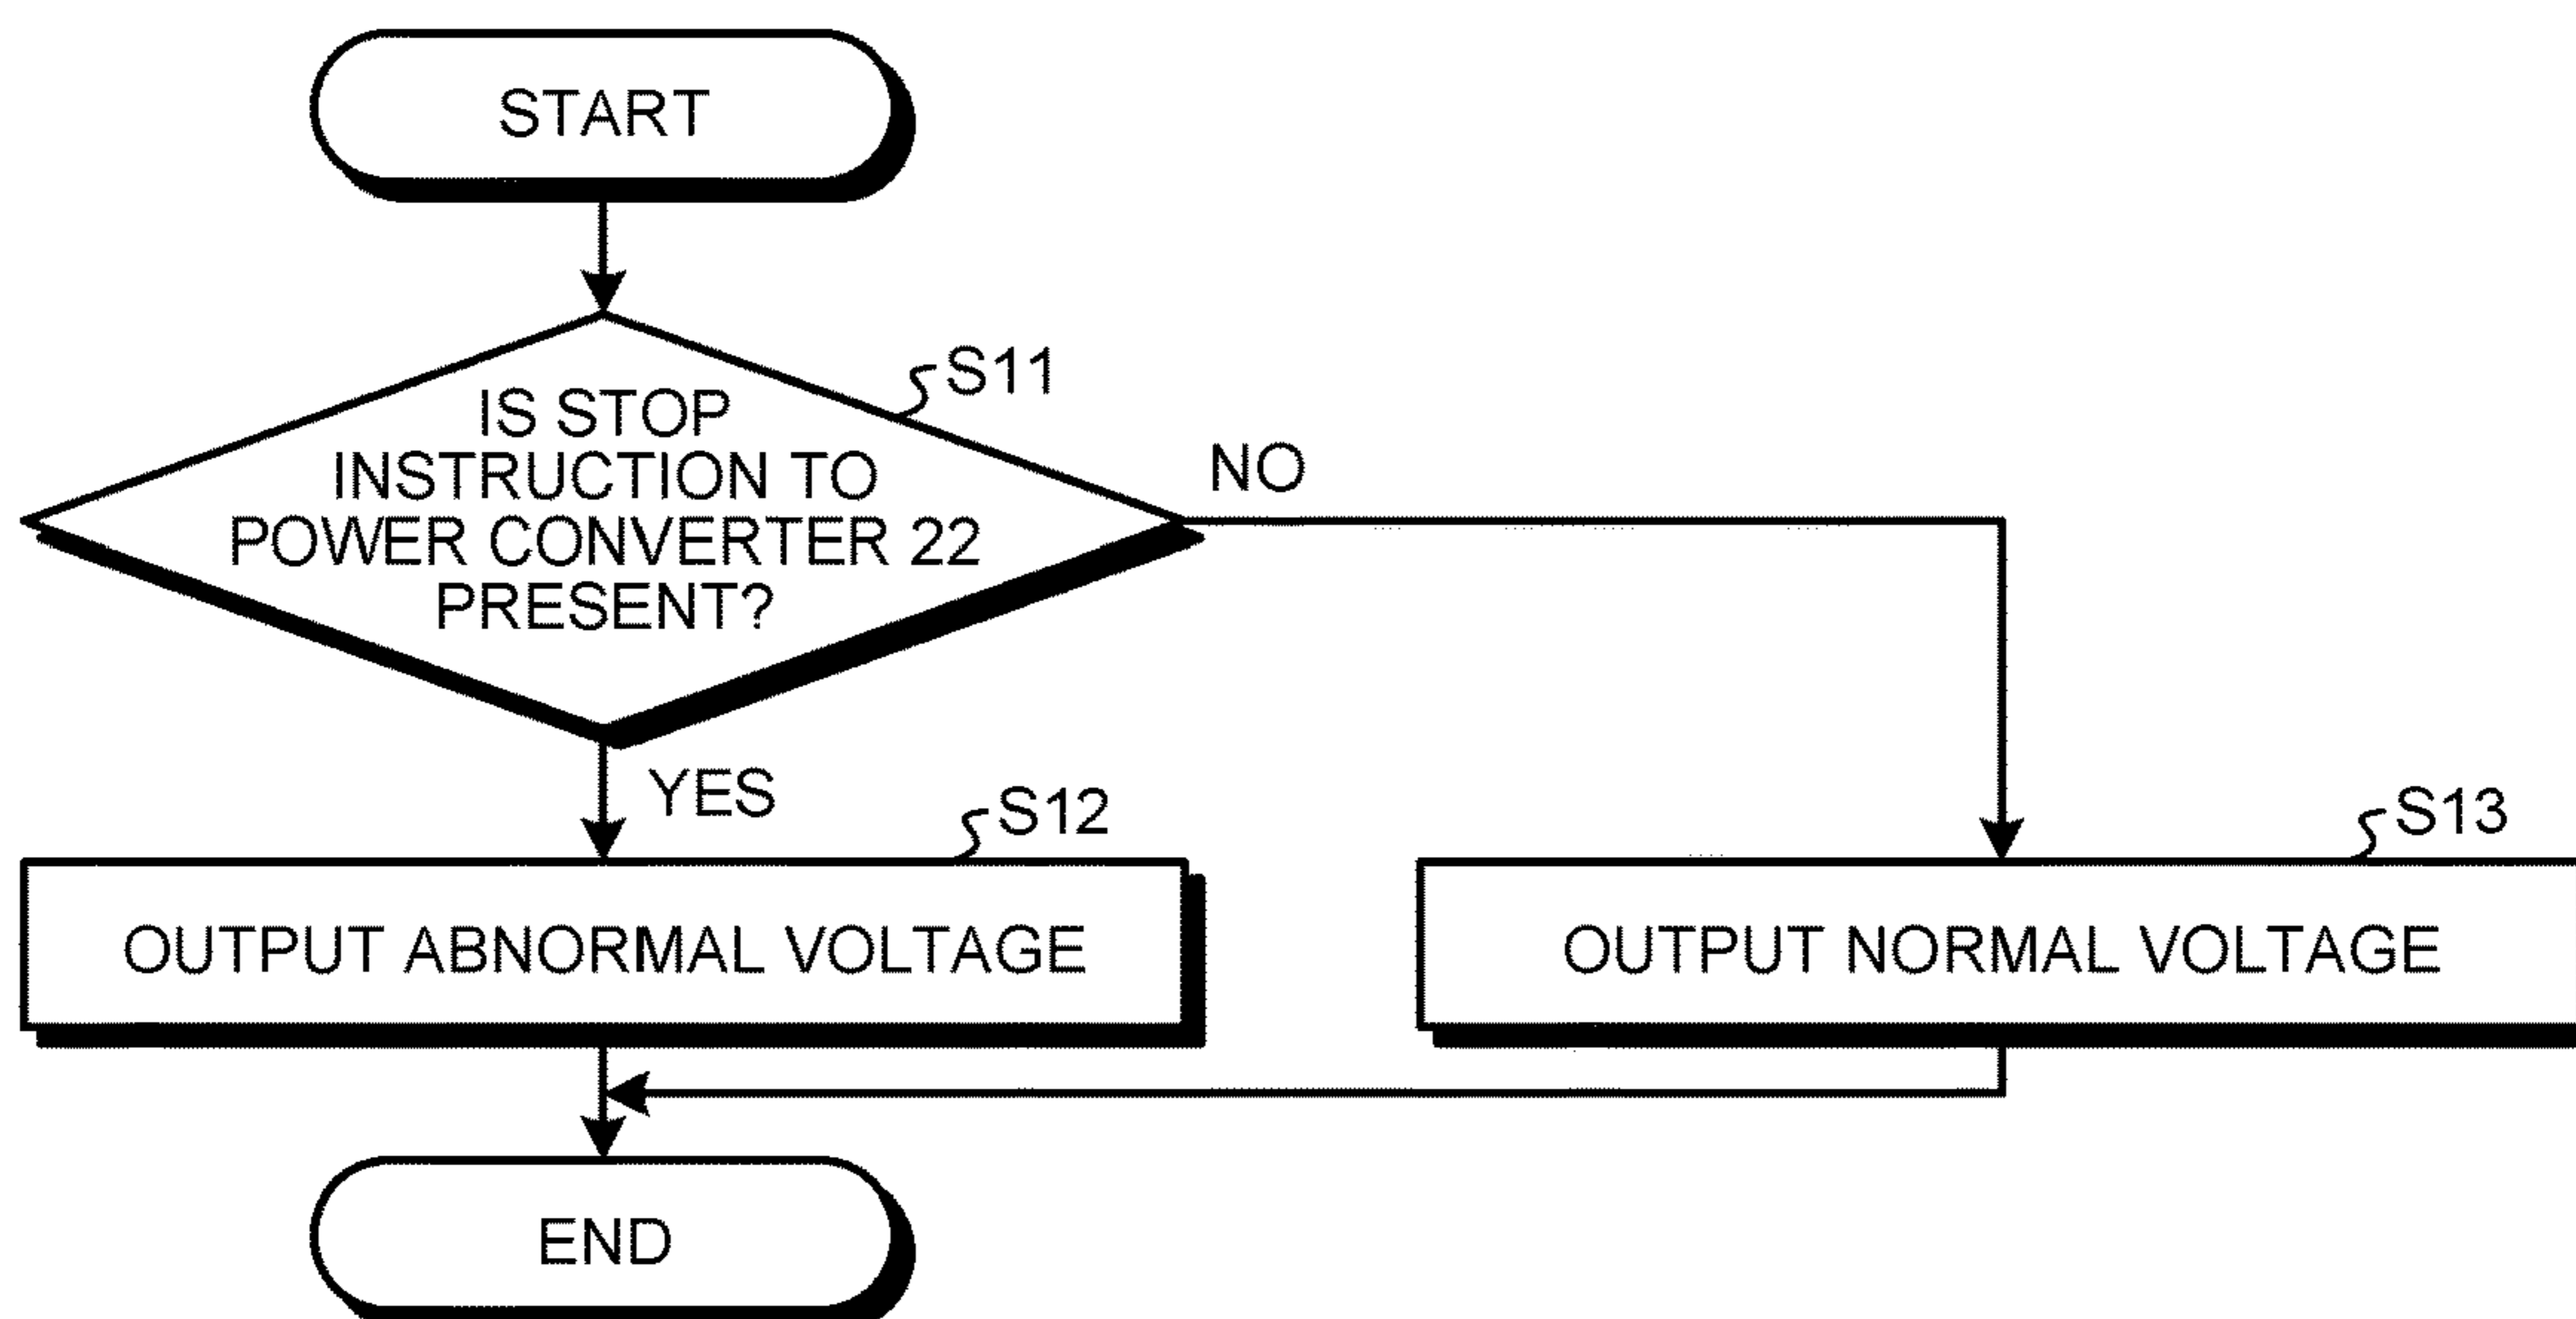 START
S11
IS STOP
INSTRUCTION TO
POWER CONVERTER 22
PRESENT?
NO
YES
S12
OUTPUT ABNORMAL VOLTAGE
S13
OUTPUT NORMAL VOLTAGE
END